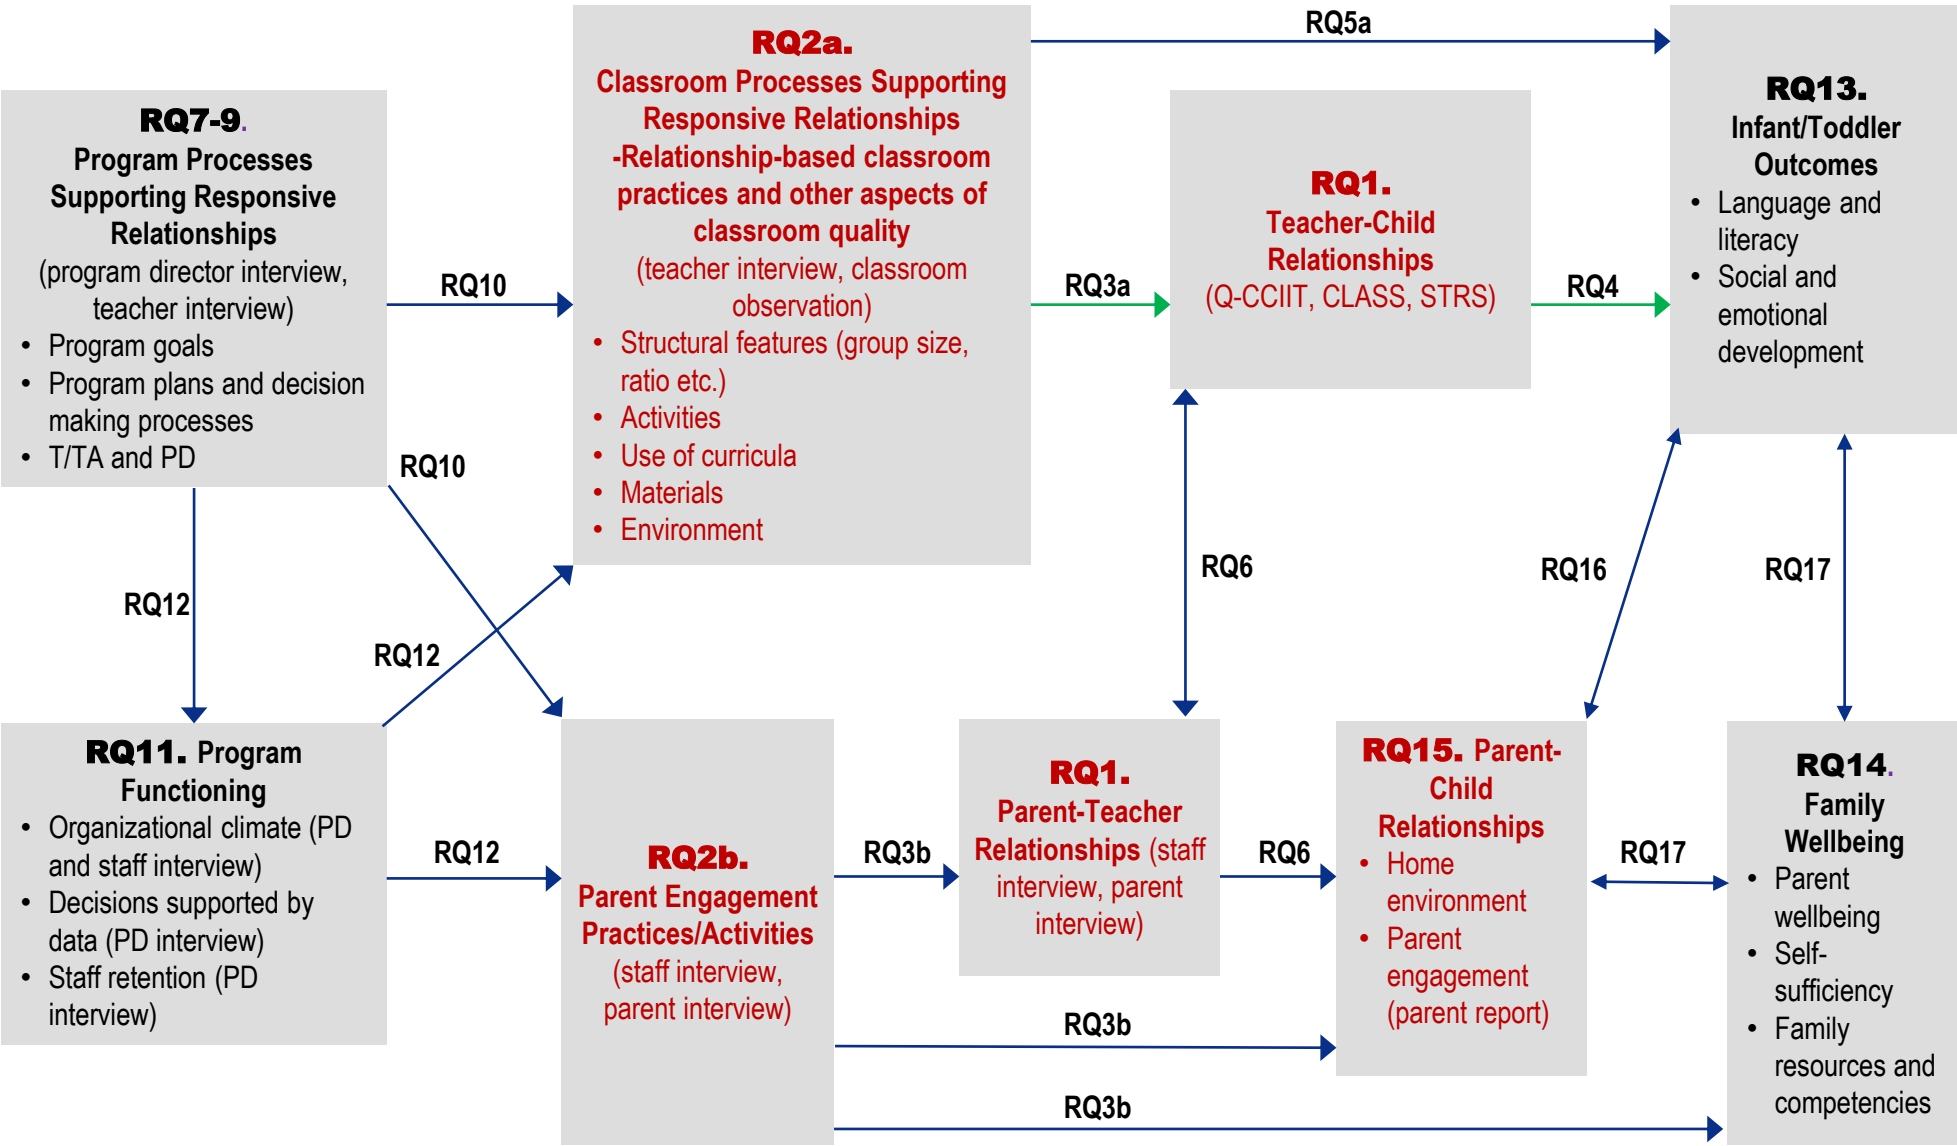 RQ7-9.
Program Processes
Supporting Responsive
Relationships
(program director interview,
teacher interview)
• Program goals
• Program plans and decision
making processes
• T/TA and PD
RQ10
RQ10
RQ12
RQ12
RQ2a.
Classroom Processes Supporting
Responsive Relationships
-Relationship-based classroom
practices and other aspects of
classroom quality
(teacher interview, classroom
observation)
• Structural features (group size,
ratio etc.)
• Activities
• Use of curricula
• Materials
• Environment
RQ5a
RQ3a
RQ1.
Teacher-Child
Relationships
(Q-CCIIT, CLASS, STRS)
RQ4
RQ13.
Infant/Toddler
Outcomes
• Language and
literacy
• Social and
emotional
development
RQ6
RQ16
RQ17
RQ11. Program
Functioning
• Organizational climate (PD
and staff interview)
• Decisions supported by
data (PD interview)
• Staff retention (PD
interview)
RQ12
RQ2b.
Parent Engagement
Practices/Activities
(staff interview,
parent interview)
RQ3b
RQ1.
Parent-Teacher
Relationships (staff
interview, parent
interview)
RQ6
RQ15. Parent-
Child
Relationships
• Home
environment
• Parent
engagement
(parent report)
RQ17
RQ14.
Family
Wellbeing
• Parent
wellbeing
• Self-
sufficiency
• Family
resources and
competencies
RQ3b
RQ3b